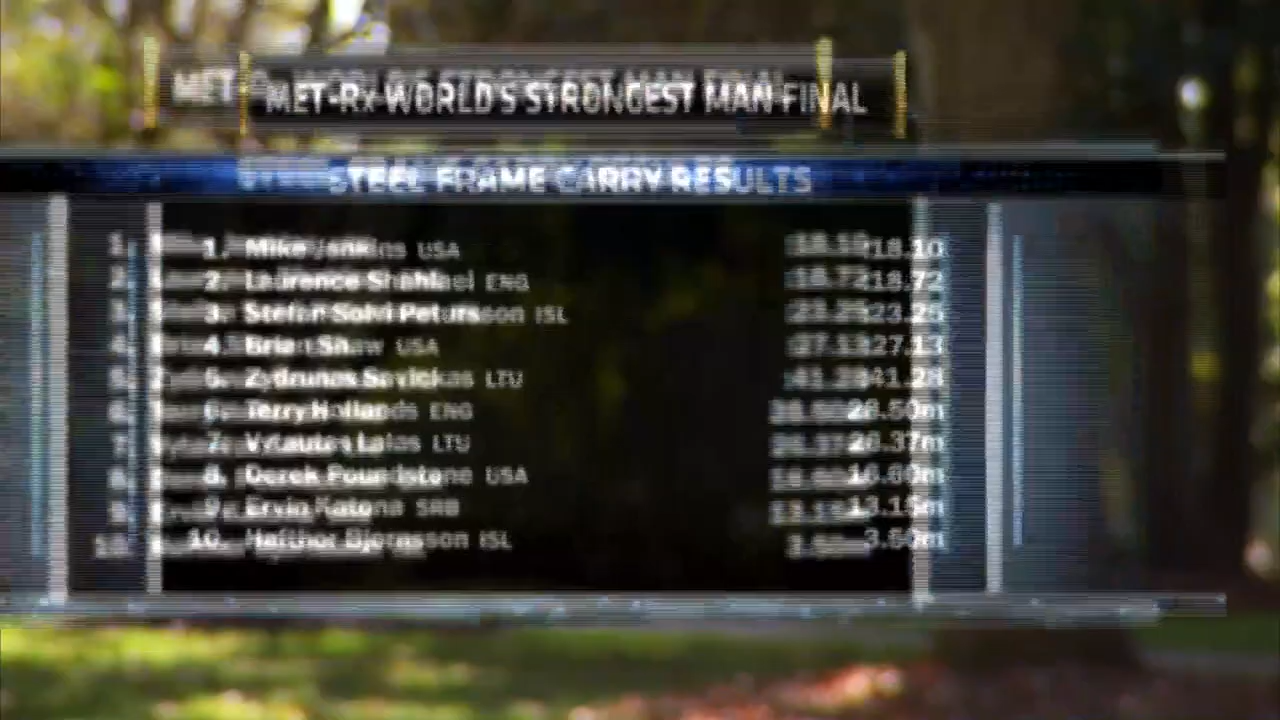 MET-RX WORLD'S STRONGEST MAN FINAL
STEEL FRAME CARRY RESULTS
1. Mike Jenkins USA 18.10
2. Laurence Shahlaei ENG 18.72
3. Stefan Solvi Petursson ISL 23.25
4. Brian Shaw USA 27.13
5. Zydrunas Savickas LTU 41.28
6. Terry Hollands ENG 28.50m
7. Vytautas Lalas LTU 26.37m
8. Derek Poundstone USA 16.60m
9. Ervin Katona SRB 13.15m
10. Hafthor Bjornsson ISL 3.50m